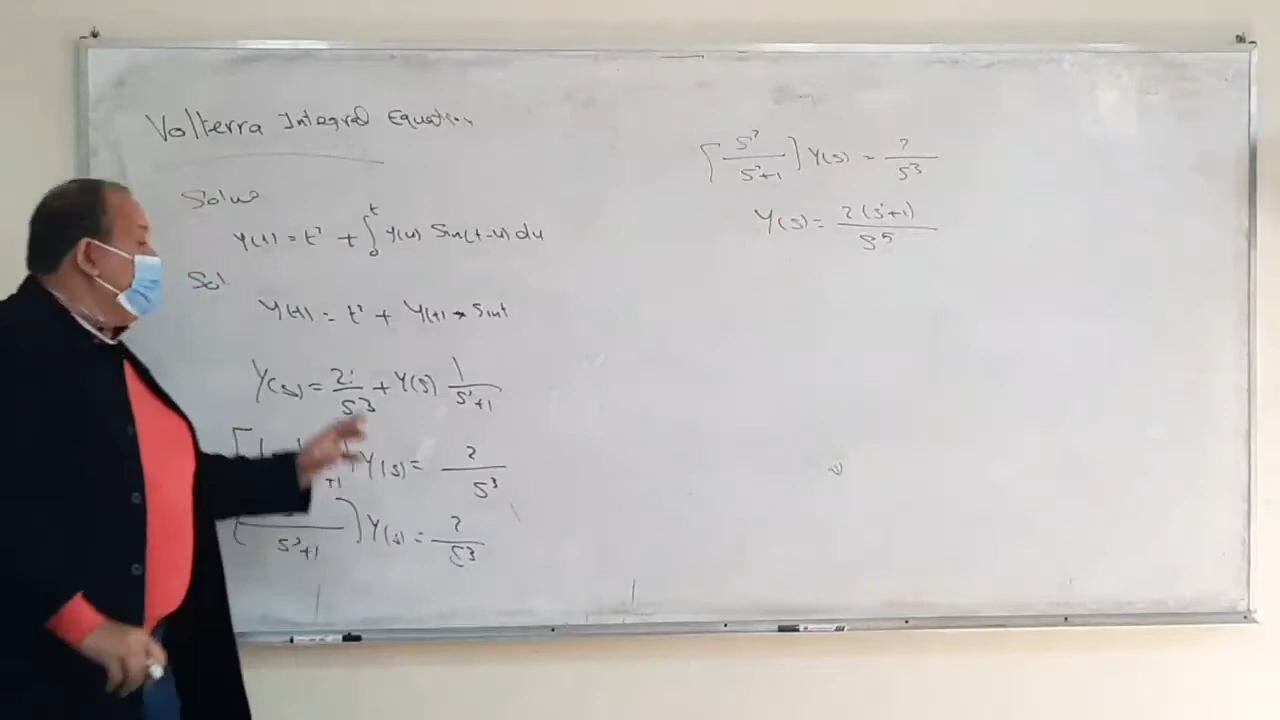 Volterra Integral Equation
Solve
y(t) = t² + ∫₀ᵗ y(u) Sin(t-u) du
Sol
y(t) = t² + y(t) * Sint
Y(s) = 2!/s³ + Y(s) 1/(s²+1)
Y(s) = 2/s³
s²+1 ] Y(s) = 2/s³
[ s²/(s²+1) ] Y(s) = 2/s³
Y(s) = 2(s²+1)/s⁵